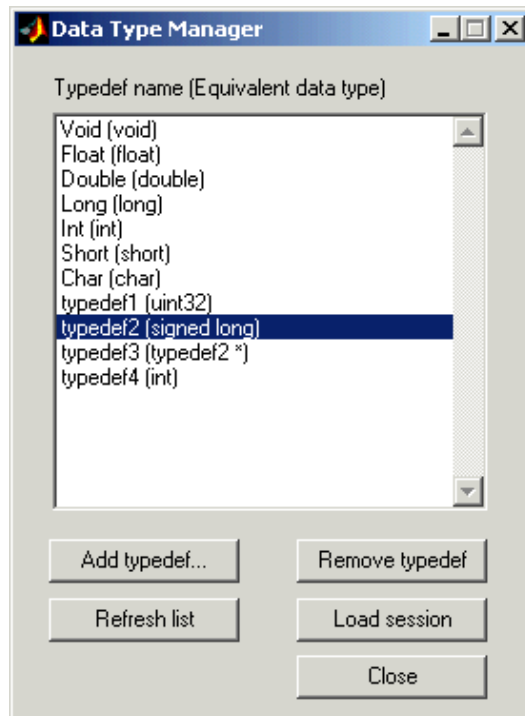 Data Type Manager
Typedef name (Equivalent data type)
Void (void)
Float (float)
Double (double)
Long (long)
Int (int)
Short (short)
Char (char)
typedef1 (uint32)
typedef2 (signed long)
typedef3 (typedef2 *)
typedef4 (int)
Add typedef... Remove typedef
Refresh list Load session
Close